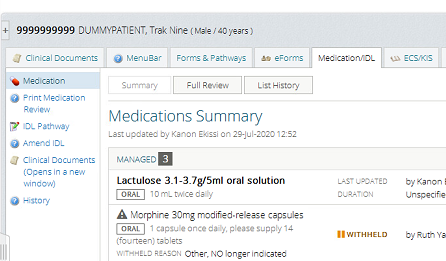 + 9999999999 DUMMYPATIENT, Trak Nine ( Male / 40 years )
Clinical Documents MenuBar Forms & Pathways eForms Medication/IDL ECS/KIS
Medication
Print Medication
Review
IDL Pathway
Amend IDL
Clinical Documents
(Opens in a new
window)
History
Summary Full Review List History
Medications Summary
Last updated by Kanon Ekissi on 29-Jul-2020 12:52
MANAGED 3
Lactulose 3.1-3.7g/5ml oral solution LAST UPDATED by Kanon
ORAL 10 mL twice daily DURATION Unspecifie
Morphine 30mg modified-release capsules
ORAL 1 capsule once daily, please supply 14 WITHHELD by Ruth Ya
(fourteen) tablets
WITHHELD REASON Other, NO longer indicated